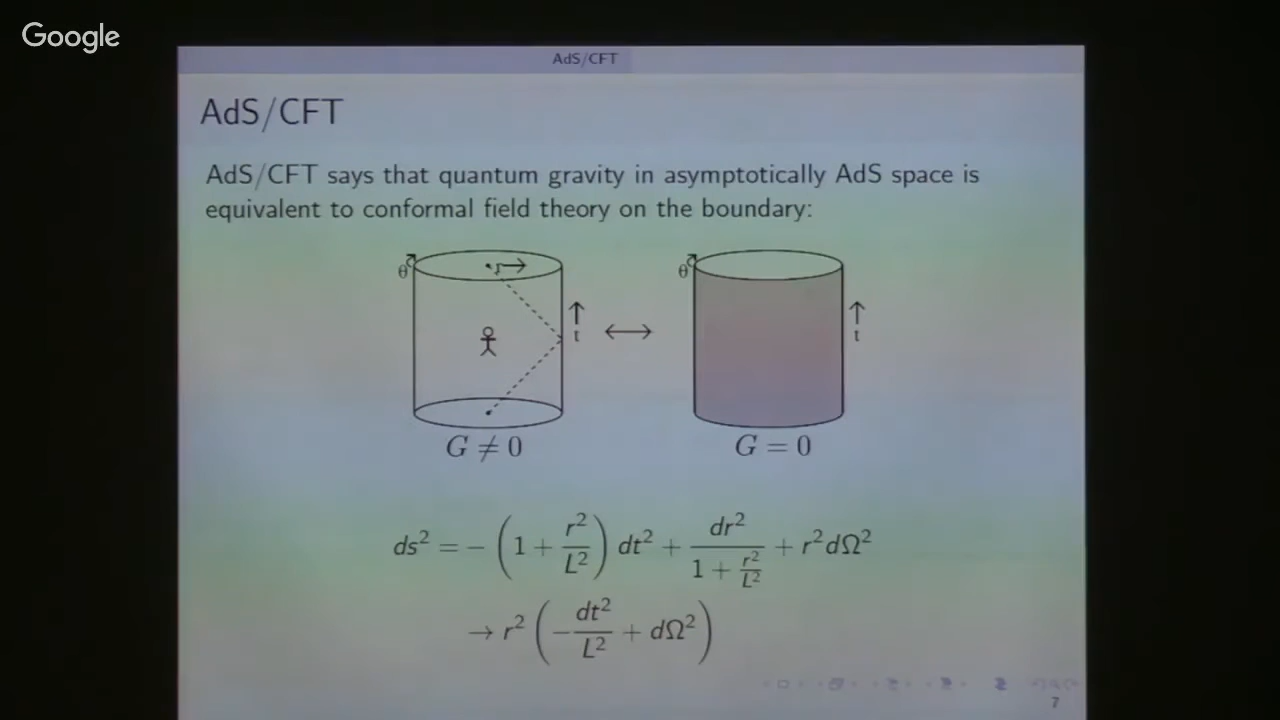 Google
AdS/CFT
AdS/CFT
AdS/CFT says that quantum gravity in asymptotically AdS space is
equivalent to conformal field theory on the boundary:
θ r t θ t
G ≠ 0 G = 0
ds² = − (1 + r²/L²) dt² + dr²/(1 + r²/L²) + r²dΩ²
→ r² (−dt²/L² + dΩ²)
7